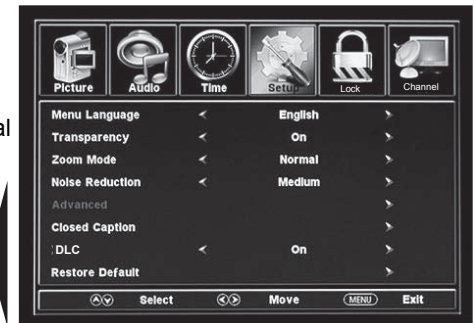 al
Picture Audio Time Setup Lock Channel
Menu Language English
Transparency On
Zoom Mode Normal
Noise Reduction Medium
Advanced
Closed Caption
DLC On
Restore Default
Select Move MENU Exit